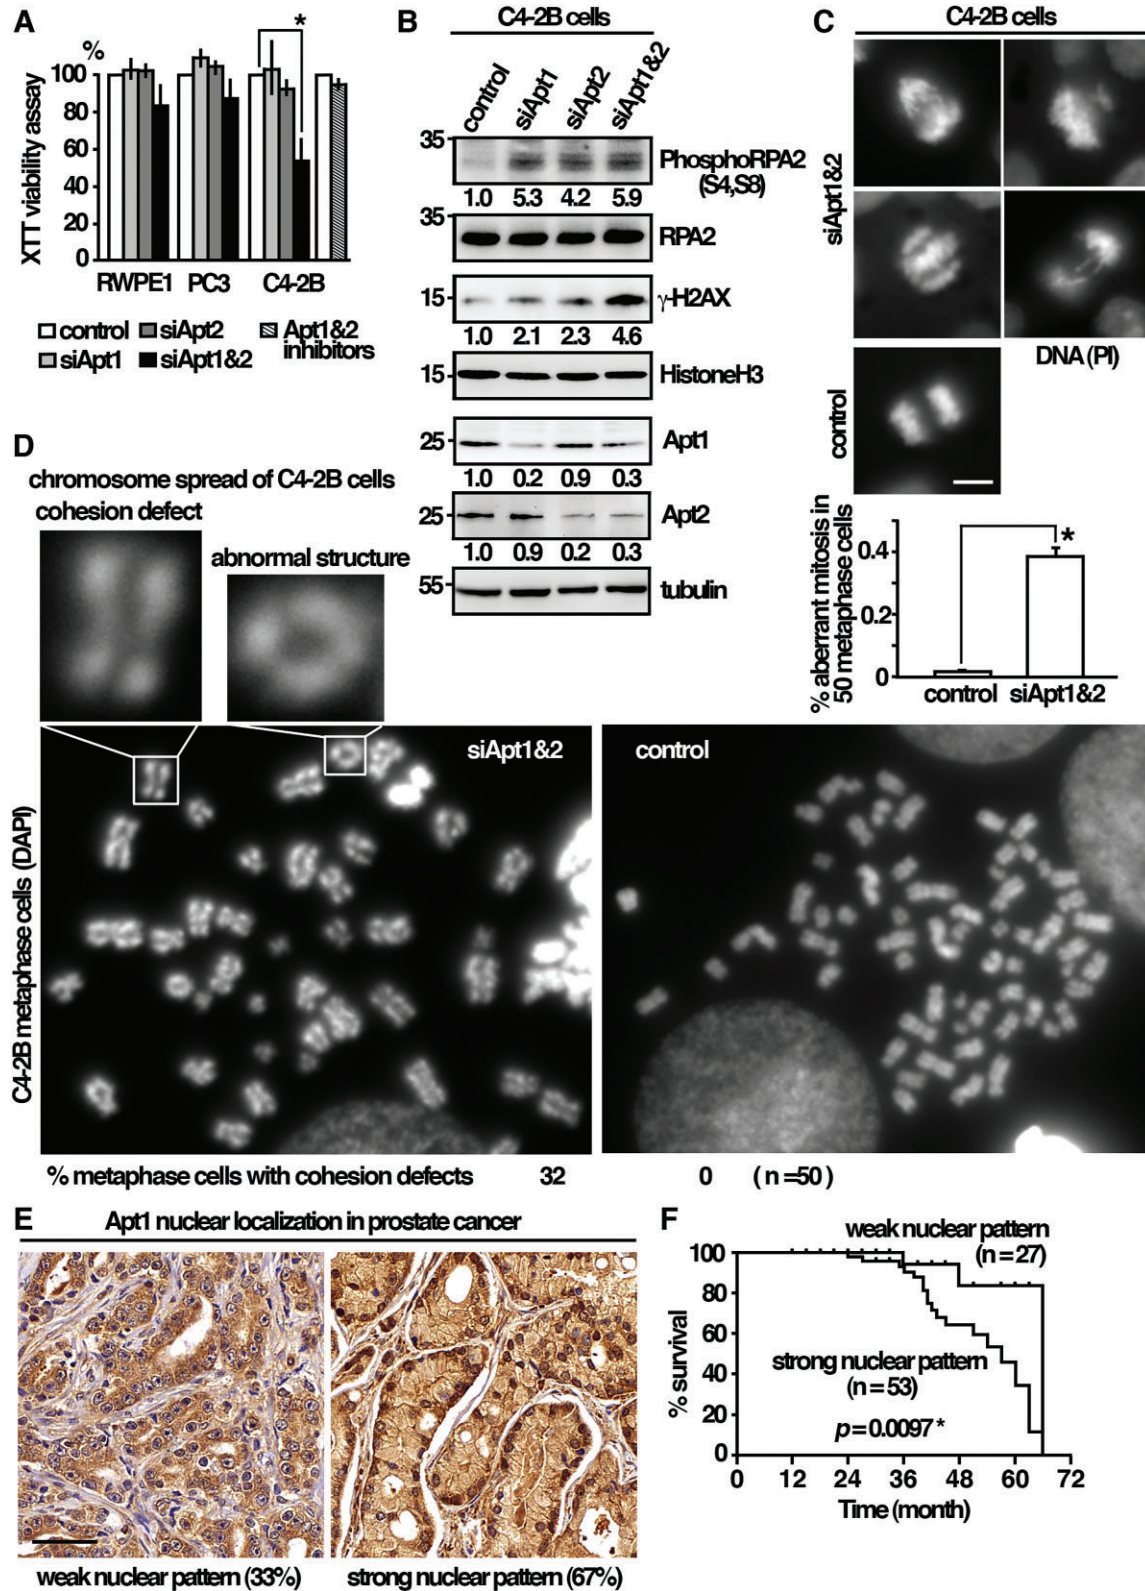 A
%
XTT viability assay
100
80
60
40
20
0
*
RWPE1 PC3 C4-2B
control siApt2 Apt1&2 inhibitors
siApt1 siApt1&2
B
C4-2B cells
control siApt1 siApt2 siApt1&2
35
PhosphoRPA2
(S4,S8)
1.0 5.3 4.2 5.9
35
RPA2
15
γ-H2AX
1.0 2.1 2.3 4.6
15
HistoneH3
25
Apt1
1.0 0.2 0.9 0.3
25
Apt2
1.0 0.9 0.2 0.3
55
tubulin
C
C4-2B cells
siApt1&2
DNA (PI)
control
% aberrant mitosis in
50 metaphase cells
0.4
0.2
0
*
control siApt1&2
D
chromosome spread of C4-2B cells
cohesion defect
abnormal structure
C4-2B metaphase cells (DAPI)
siApt1&2
control
% metaphase cells with cohesion defects 32 0 (n=50)
E
Apt1 nuclear localization in prostate cancer
weak nuclear pattern (33%)
strong nuclear pattern (67%)
F
% survival
100
80
60
40
20
0
weak nuclear pattern
(n = 27)
strong nuclear pattern
(n = 53)
p = 0.0097 *
0 12 24 36 48 60 72
Time (month)